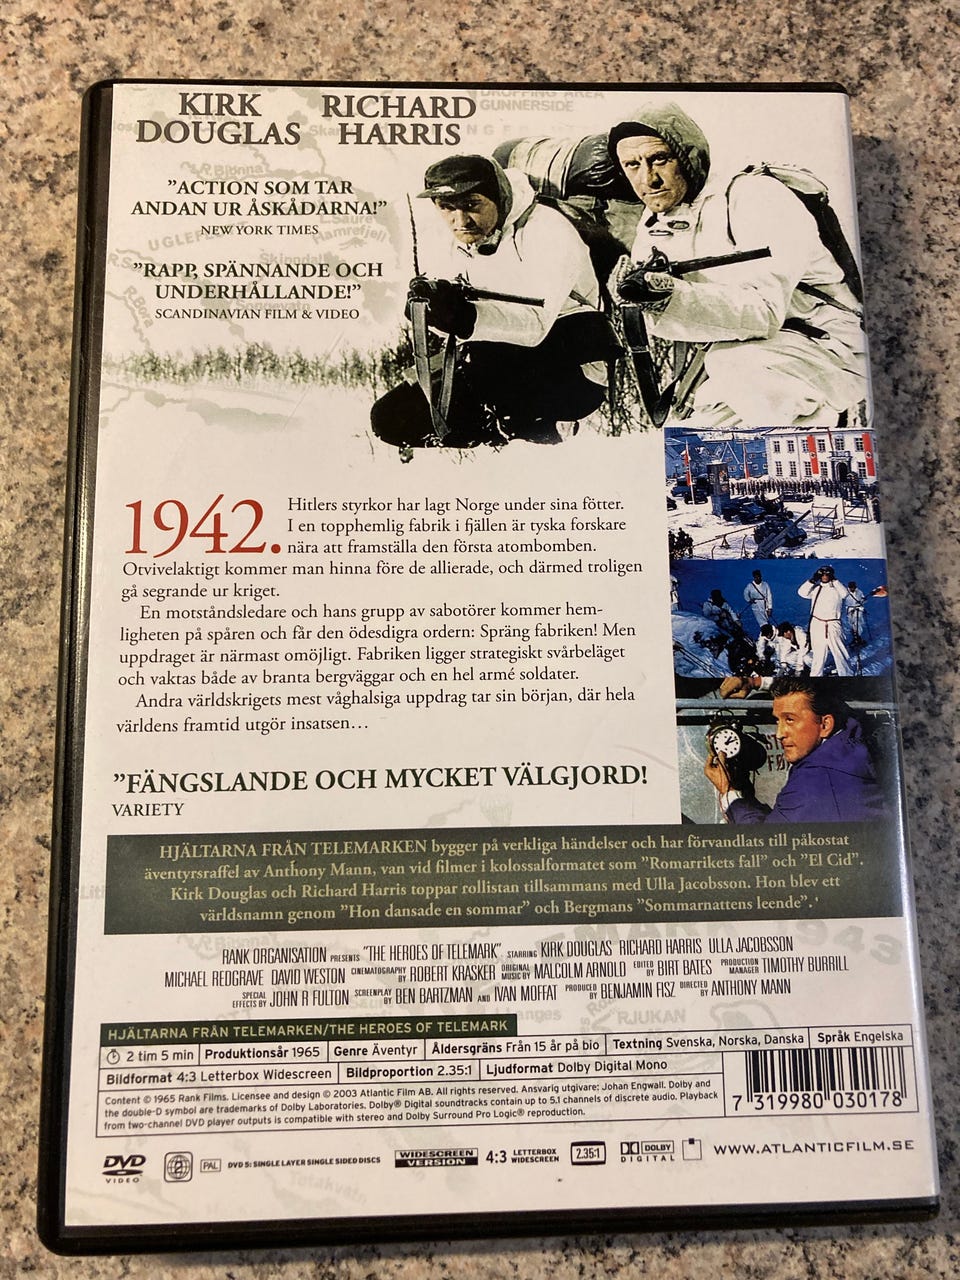 KIRK DOUGLAS
RICHARD HARRIS
DROPPING AREA
GUNNERSIDE
”ACTION SOM TAR
ANDAN UR ÅSKÅDARNA!”
NEW YORK TIMES
”RAPP, SPÄNNANDE OCH
UNDERHÅLLANDE!”
SCANDINAVIAN FILM & VIDEO
1942. Hitlers styrkor har lagt Norge under sina fötter.
I en topphemlig fabrik i fjällen är tyska forskare
nära att framställa den första atombomben.
Otvivelaktigt kommer man hinna före de allierade, och därmed troligen
gå segrande ur kriget.
En motståndsledare och hans grupp av sabotörer kommer hem-
ligheten på spåren och får den ödesdigra ordern: Spräng fabriken! Men
uppdraget är närmast omöjligt. Fabriken ligger strategiskt svårbeläget
och vaktas både av branta bergväggar och en hel armé soldater.
Andra världskrigets mest våghalsiga uppdrag tar sin början, där hela
världens framtid utgör insatsen…
”FÄNGSLANDE OCH MYCKET VÄLGJORD!
VARIETY
HJÄLTARNA FRÅN TELEMARKEN bygger på verkliga händelser och har förvandlats till påkostat
äventyrsraffel av Anthony Mann, van vid filmer i kolossalformatet som ”Romarrikets fall” och ”El Cid”.
Kirk Douglas och Richard Harris toppar rollistan tillsammans med Ulla Jacobsson. Hon blev ett
världsnamn genom ”Hon dansade en sommar” och Bergmans ”Sommarnattens leende”.
RANK ORGANISATION PRESENTS ”THE HEROES OF TELEMARK” STARRING KIRK DOUGLAS RICHARD HARRIS ULLA JACOBSSON
MICHAEL REDGRAVE DAVID WESTON CINEMATOGRAPHY BY ROBERT KRASKER ORIGINAL MUSIC BY MALCOLM ARNOLD EDITED BY BIRT BATES PRODUCTION MANAGER TIMOTHY BURRILL
SPECIAL EFFECTS BY JOHN R FULTON SCREENPLAY BY BEN BARTZMAN AND IVAN MOFFAT PRODUCED BY BENJAMIN FISZ DIRECTED BY ANTHONY MANN
RJUKAN
HJÄLTARNA FRÅN TELEMARKEN/THE HEROES OF TELEMARK
2 tim 5 min Produktionsår 1965 Genre Äventyr Åldersgräns Från 15 år på bio Textning Svenska, Norska, Danska Språk Engelska
Bildformat 4:3 Letterbox Widescreen Bildproportion 2.35:1 Ljudformat Dolby Digital Mono
Content © 1965 Rank Films. Licensee and design © 2003 Atlantic Film AB. All rights reserved. Ansvarig utgivare: Johan Engwall. Dolby and
the double-D symbol are trademarks of Dolby Laboratories. Dolby® Digital soundtracks contain up to 5.1 channels of discrete audio. Playback
from two-channel DVD player outputs is compatible with stereo and Dolby Surround Pro Logic® reproduction.
7 319980 030178
DVD VIDEO 2 PAL DVD 5: SINGLE LAYER SINGLE SIDED DISCS WIDESCREEN VERSION 4:3 LETTERBOX WIDESCREEN 2.35:1 DOLBY DIGITAL WWW.ATLANTICFILM.SE